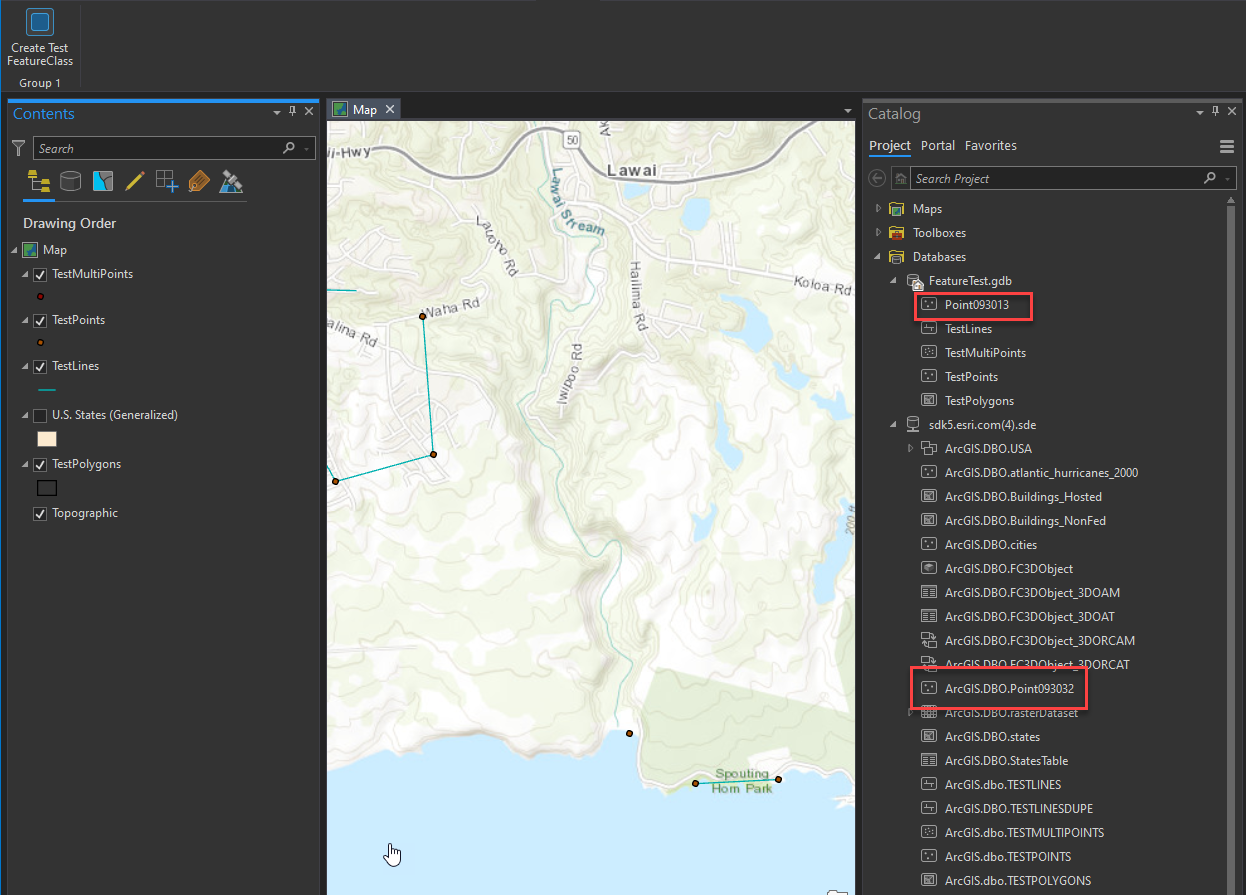 Create Test
FeatureClass
Group 1
Contents
Search
Drawing Order
Map
TestMultiPoints
TestPoints
TestLines
U.S. States (Generalized)
TestPolygons
Topographic
Map
50
Lawai
Lawai Stream
Lauoho Rd
Hailima Rd
Koloa Rd
Waha Rd
alina Rd
Iwipoo Rd
200 ft
Spouting
Horn Park
Catalog
Project Portal Favorites
Search Project
Maps
Toolboxes
Databases
FeatureTest.gdb
Point093013
TestLines
TestMultiPoints
TestPoints
TestPolygons
sdk5.esri.com(4).sde
ArcGIS.DBO.USA
ArcGIS.DBO.atlantic_hurricanes_2000
ArcGIS.DBO.Buildings_Hosted
ArcGIS.DBO.Buildings_NonFed
ArcGIS.DBO.cities
ArcGIS.DBO.FC3DObject
ArcGIS.DBO.FC3DObject_3DOAM
ArcGIS.DBO.FC3DObject_3DOAT
ArcGIS.DBO.FC3DObject_3DORCAM
ArcGIS.DBO.FC3DObject_3DORCAT
ArcGIS.DBO.Point093032
ArcGIS.DBO.rasterDataset
ArcGIS.DBO.states
ArcGIS.DBO.StatesTable
ArcGIS.dbo.TESTLINES
ArcGIS.DBO.TESTLINESDUPE
ArcGIS.dbo.TESTMULTIPOINTS
ArcGIS.dbo.TESTPOINTS
ArcGIS.dbo.TESTPOLYGONS